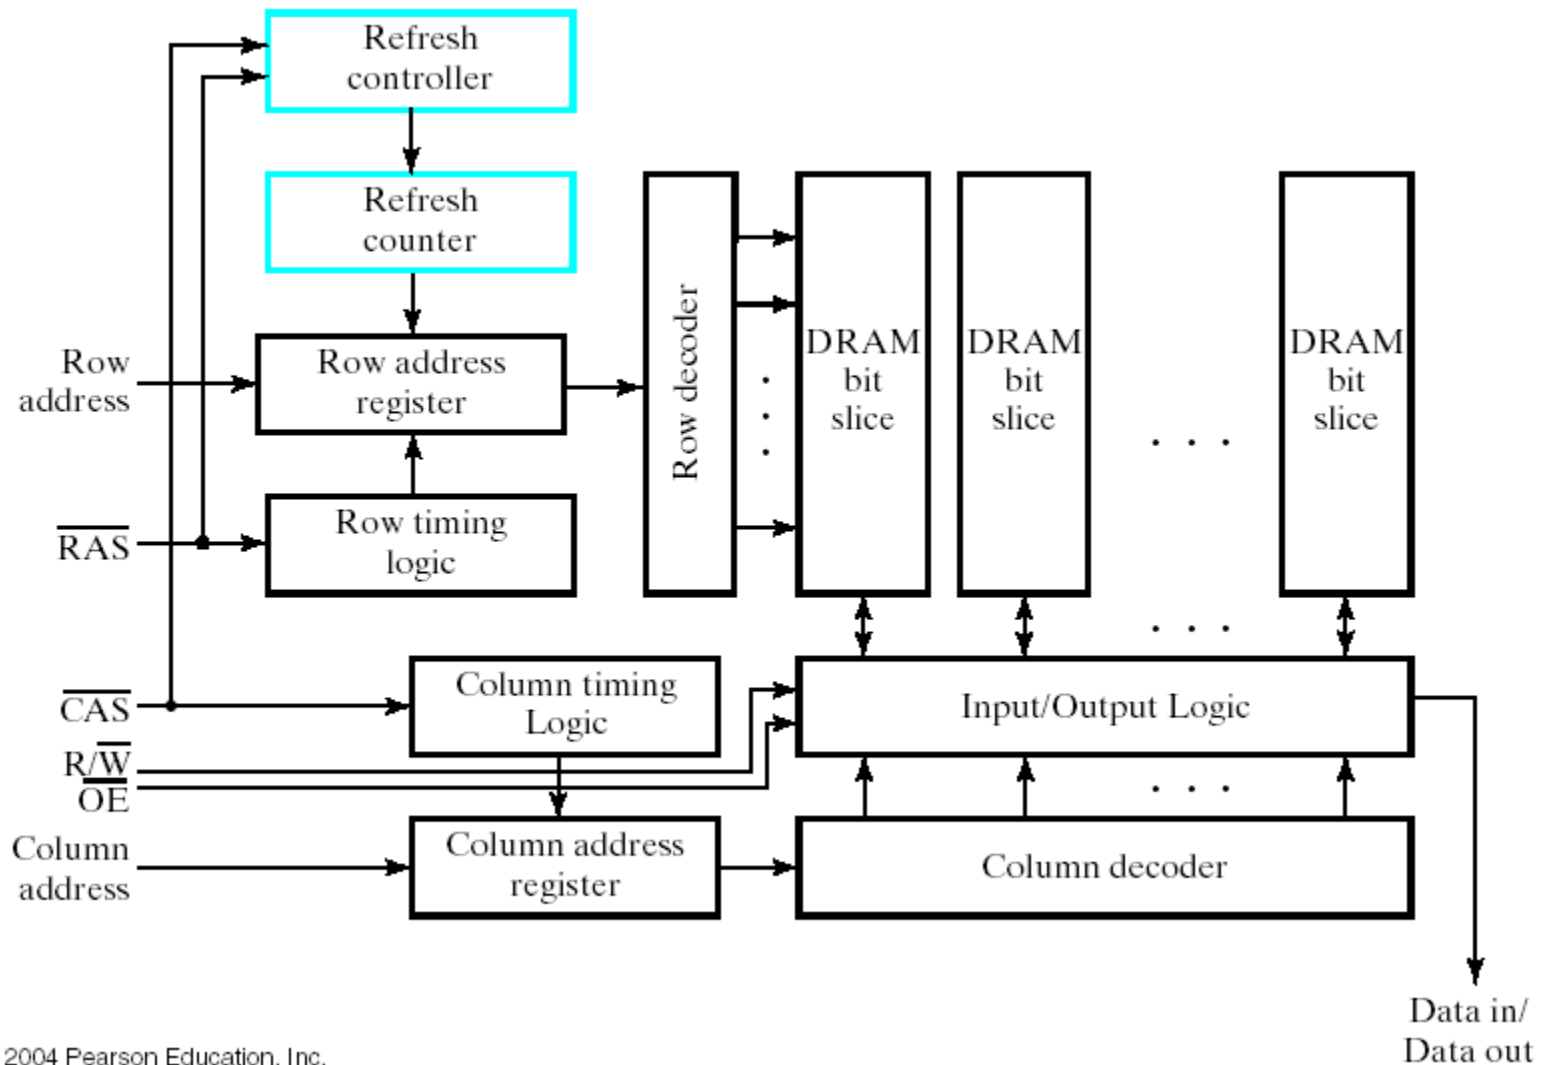 Refresh
controller
Refresh
counter
Row
address
Row address
register
Row decoder
DRAM
bit
slice
DRAM
bit
slice
. . .
DRAM
bit
slice
RAS
Row timing
logic
. . .
CAS
Column timing
Logic
Input/Output Logic
R/W
OE
. . .
Column
address
Column address
register
Column decoder
Data in/
Data out
2004 Pearson Education, Inc.